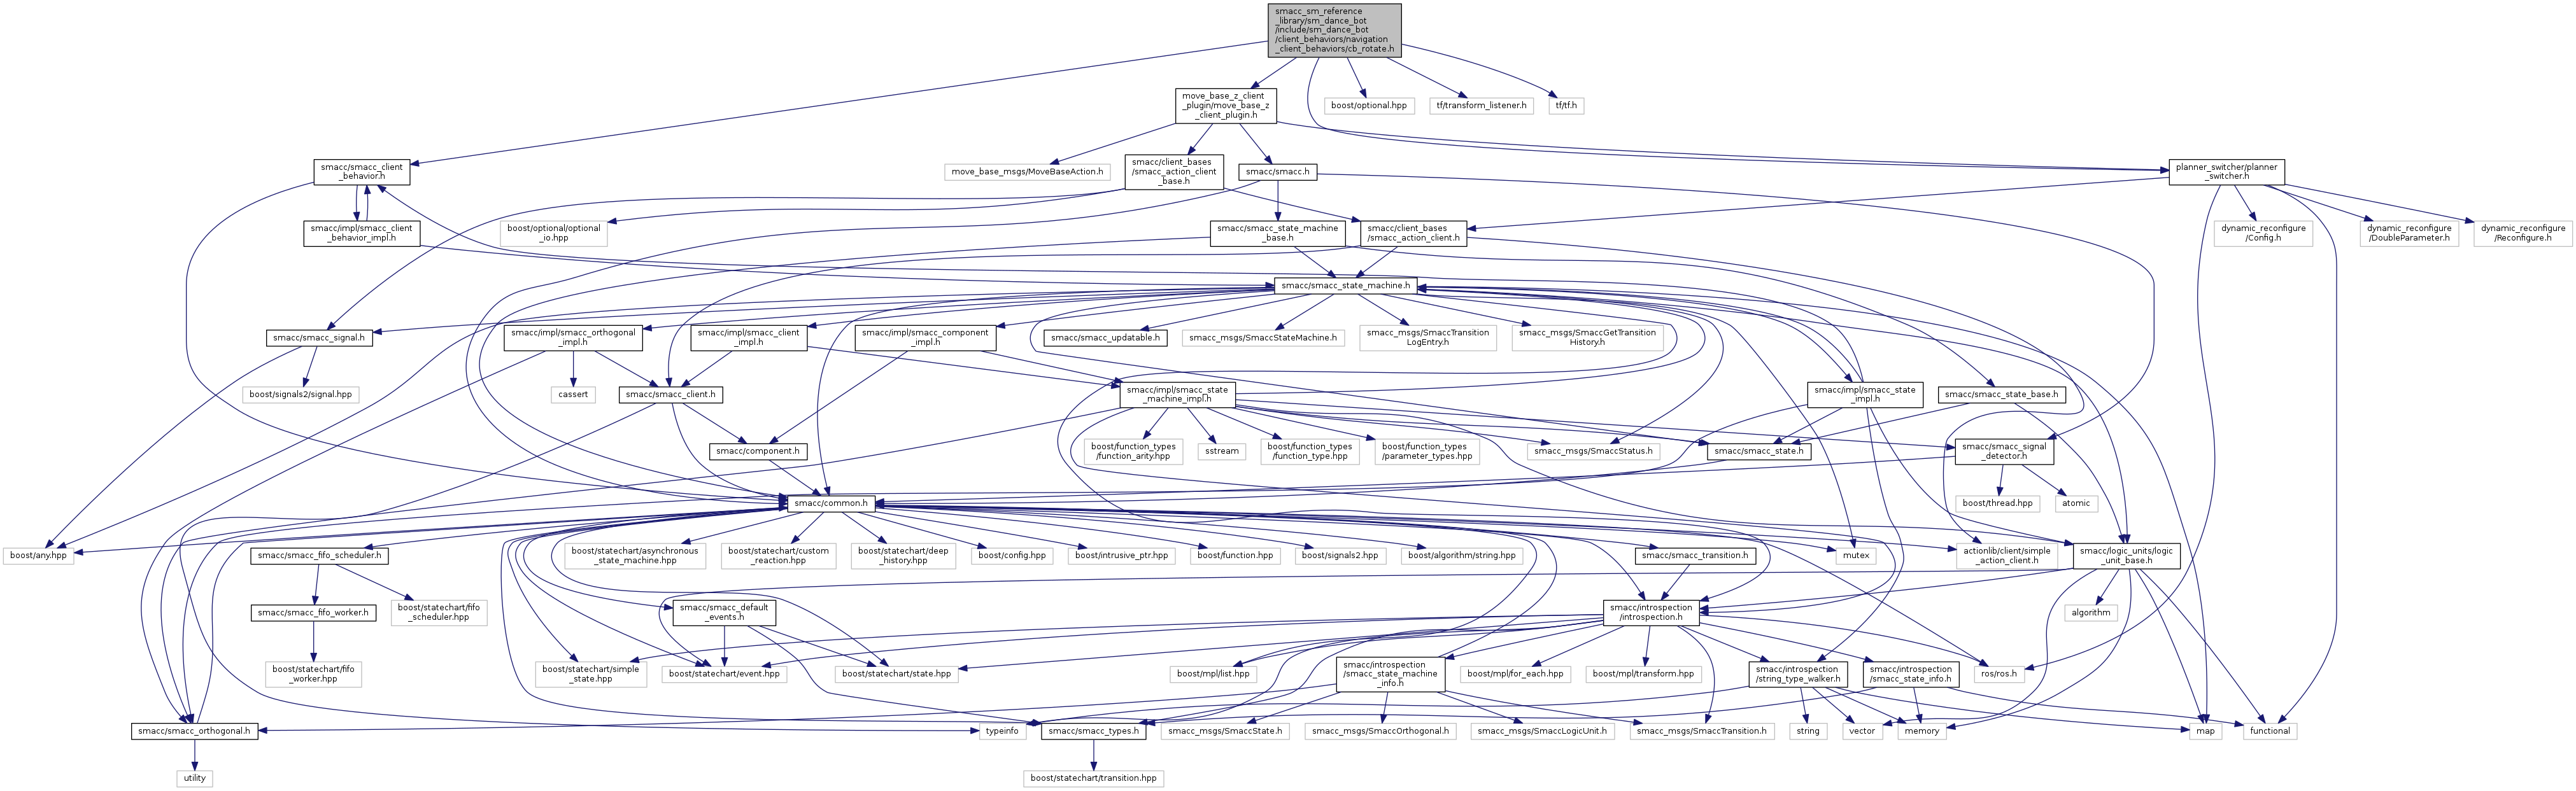 smacc_sm_reference
_library/sm_dance_bot
/include/sm_dance_bot
/client_behaviors/navigation
_client_behaviors/cb_rotate.h
move_base_z_client
_plugin/move_base_z
_client_plugin.h
boost/optional.hpp
tf/transform_listener.h
tf/tf.h
smacc/smacc_client
_behavior.h
move_base_msgs/MoveBaseAction.h
smacc/client_bases
/smacc_action_client
_base.h
smacc/smacc.h
planner_switcher/planner
_switcher.h
smacc/impl/smacc_client
_behavior_impl.h
boost/optional/optional
_io.hpp
smacc/smacc_state_machine
_base.h
smacc/client_bases
/smacc_action_client.h
dynamic_reconfigure
/Config.h
dynamic_reconfigure
/DoubleParameter.h
dynamic_reconfigure
/Reconfigure.h
smacc/smacc_state_machine.h
smacc/smacc_signal.h
smacc/impl/smacc_orthogonal
_impl.h
smacc/impl/smacc_client
_impl.h
smacc/impl/smacc_component
_impl.h
smacc/smacc_updatable.h
smacc_msgs/SmaccStateMachine.h
smacc_msgs/SmaccTransition
LogEntry.h
smacc_msgs/SmaccGetTransition
History.h
boost/signals2/signal.hpp
cassert
smacc/smacc_client.h
smacc/impl/smacc_state
_machine_impl.h
smacc/impl/smacc_state
_impl.h
smacc/smacc_state_base.h
smacc/component.h
boost/function_types
/function_arity.hpp
sstream
boost/function_types
/function_type.hpp
boost/function_types
/parameter_types.hpp
smacc_msgs/SmaccStatus.h
smacc/smacc_state.h
smacc/smacc_signal
_detector.h
smacc/common.h
boost/thread.hpp
atomic
boost/any.hpp
smacc/smacc_fifo_scheduler.h
boost/statechart/asynchronous
_state_machine.hpp
boost/statechart/custom
_reaction.hpp
boost/statechart/deep
_history.hpp
boost/config.hpp
boost/intrusive_ptr.hpp
boost/function.hpp
boost/signals2.hpp
boost/algorithm/string.hpp
smacc/smacc_transition.h
mutex
actionlib/client/simple
_action_client.h
smacc/logic_units/logic
_unit_base.h
smacc/smacc_fifo_worker.h
boost/statechart/fifo
_scheduler.hpp
smacc/smacc_default
_events.h
smacc/introspection
/introspection.h
algorithm
boost/statechart/fifo
_worker.hpp
boost/statechart/simple
_state.hpp
boost/statechart/event.hpp
boost/statechart/state.hpp
boost/mpl/list.hpp
smacc/introspection
/smacc_state_machine
_info.h
boost/mpl/for_each.hpp
boost/mpl/transform.hpp
smacc/introspection
/string_type_walker.h
smacc/introspection
/smacc_state_info.h
ros/ros.h
smacc/smacc_orthogonal.h
typeinfo
smacc/smacc_types.h
smacc_msgs/SmaccState.h
smacc_msgs/SmaccOrthogonal.h
smacc_msgs/SmaccLogicUnit.h
smacc_msgs/SmaccTransition.h
string
vector
memory
map
functional
utility
boost/statechart/transition.hpp